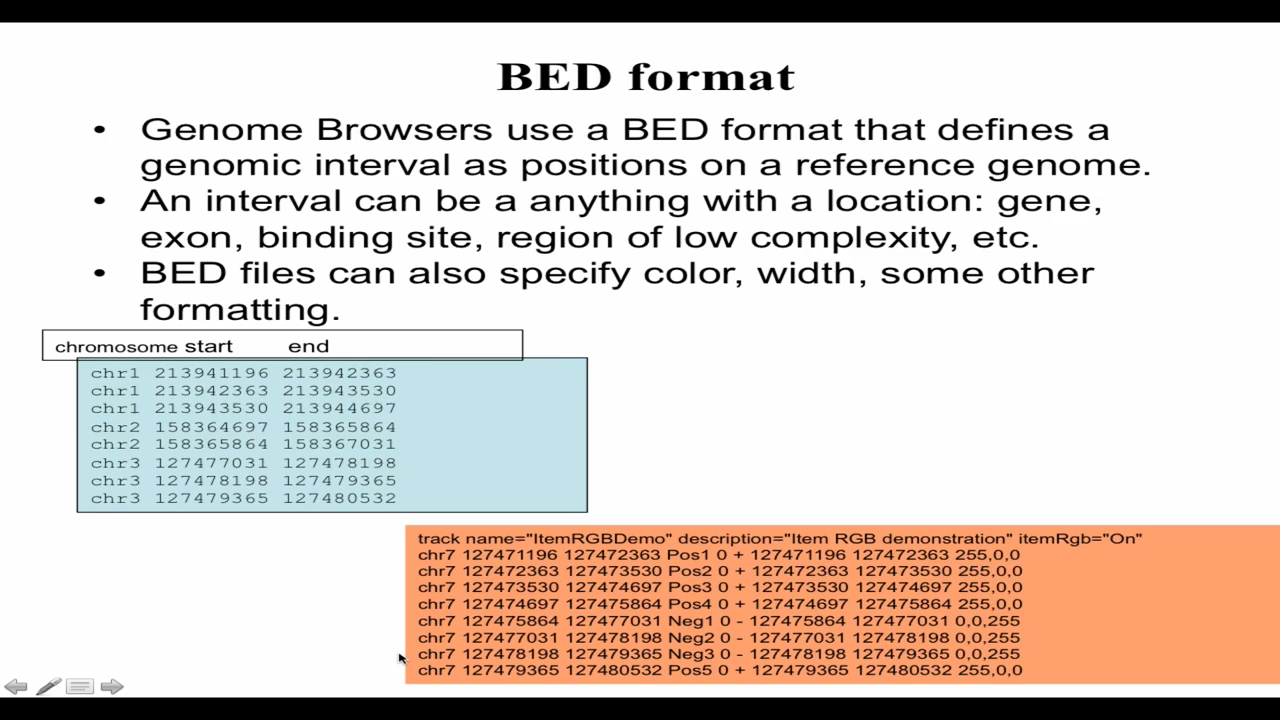 BED format
• Genome Browsers use a BED format that defines a
genomic interval as positions on a reference genome.
• An interval can be a anything with a location: gene,
exon, binding site, region of low complexity, etc.
• BED files can also specify color, width, some other
formatting.
chromosome start end
chr1 213941196 213942363
chr1 213942363 213943530
chr1 213943530 213944697
chr2 158364697 158365864
chr2 158365864 158367031
chr3 127477031 127478198
chr3 127478198 127479365
chr3 127479365 127480532
track name="ItemRGBDemo" description="Item RGB demonstration" itemRgb="On"
chr7 127471196 127472363 Pos1 0 + 127471196 127472363 255,0,0
chr7 127472363 127473530 Pos2 0 + 127472363 127473530 255,0,0
chr7 127473530 127474697 Pos3 0 + 127473530 127474697 255,0,0
chr7 127474697 127475864 Pos4 0 + 127474697 127475864 255,0,0
chr7 127475864 127477031 Neg1 0 - 127475864 127477031 0,0,255
chr7 127477031 127478198 Neg2 0 - 127477031 127478198 0,0,255
chr7 127478198 127479365 Neg3 0 - 127478198 127479365 0,0,255
chr7 127479365 127480532 Pos5 0 + 127479365 127480532 255,0,0